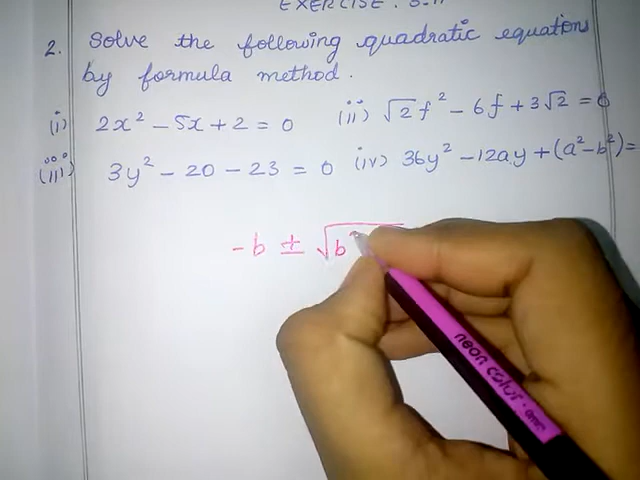 EXERCISE.
2. Solve the following quadratic equations
by formula method.
(i) 2x² - 5x + 2 = 0 (ii) √2 f² - 6f + 3√2 = 0
(iii) 3y² - 20 - 23 = 0 (iv) 36y² - 12ay + (a² - b²) =
-b ± √b
neon color